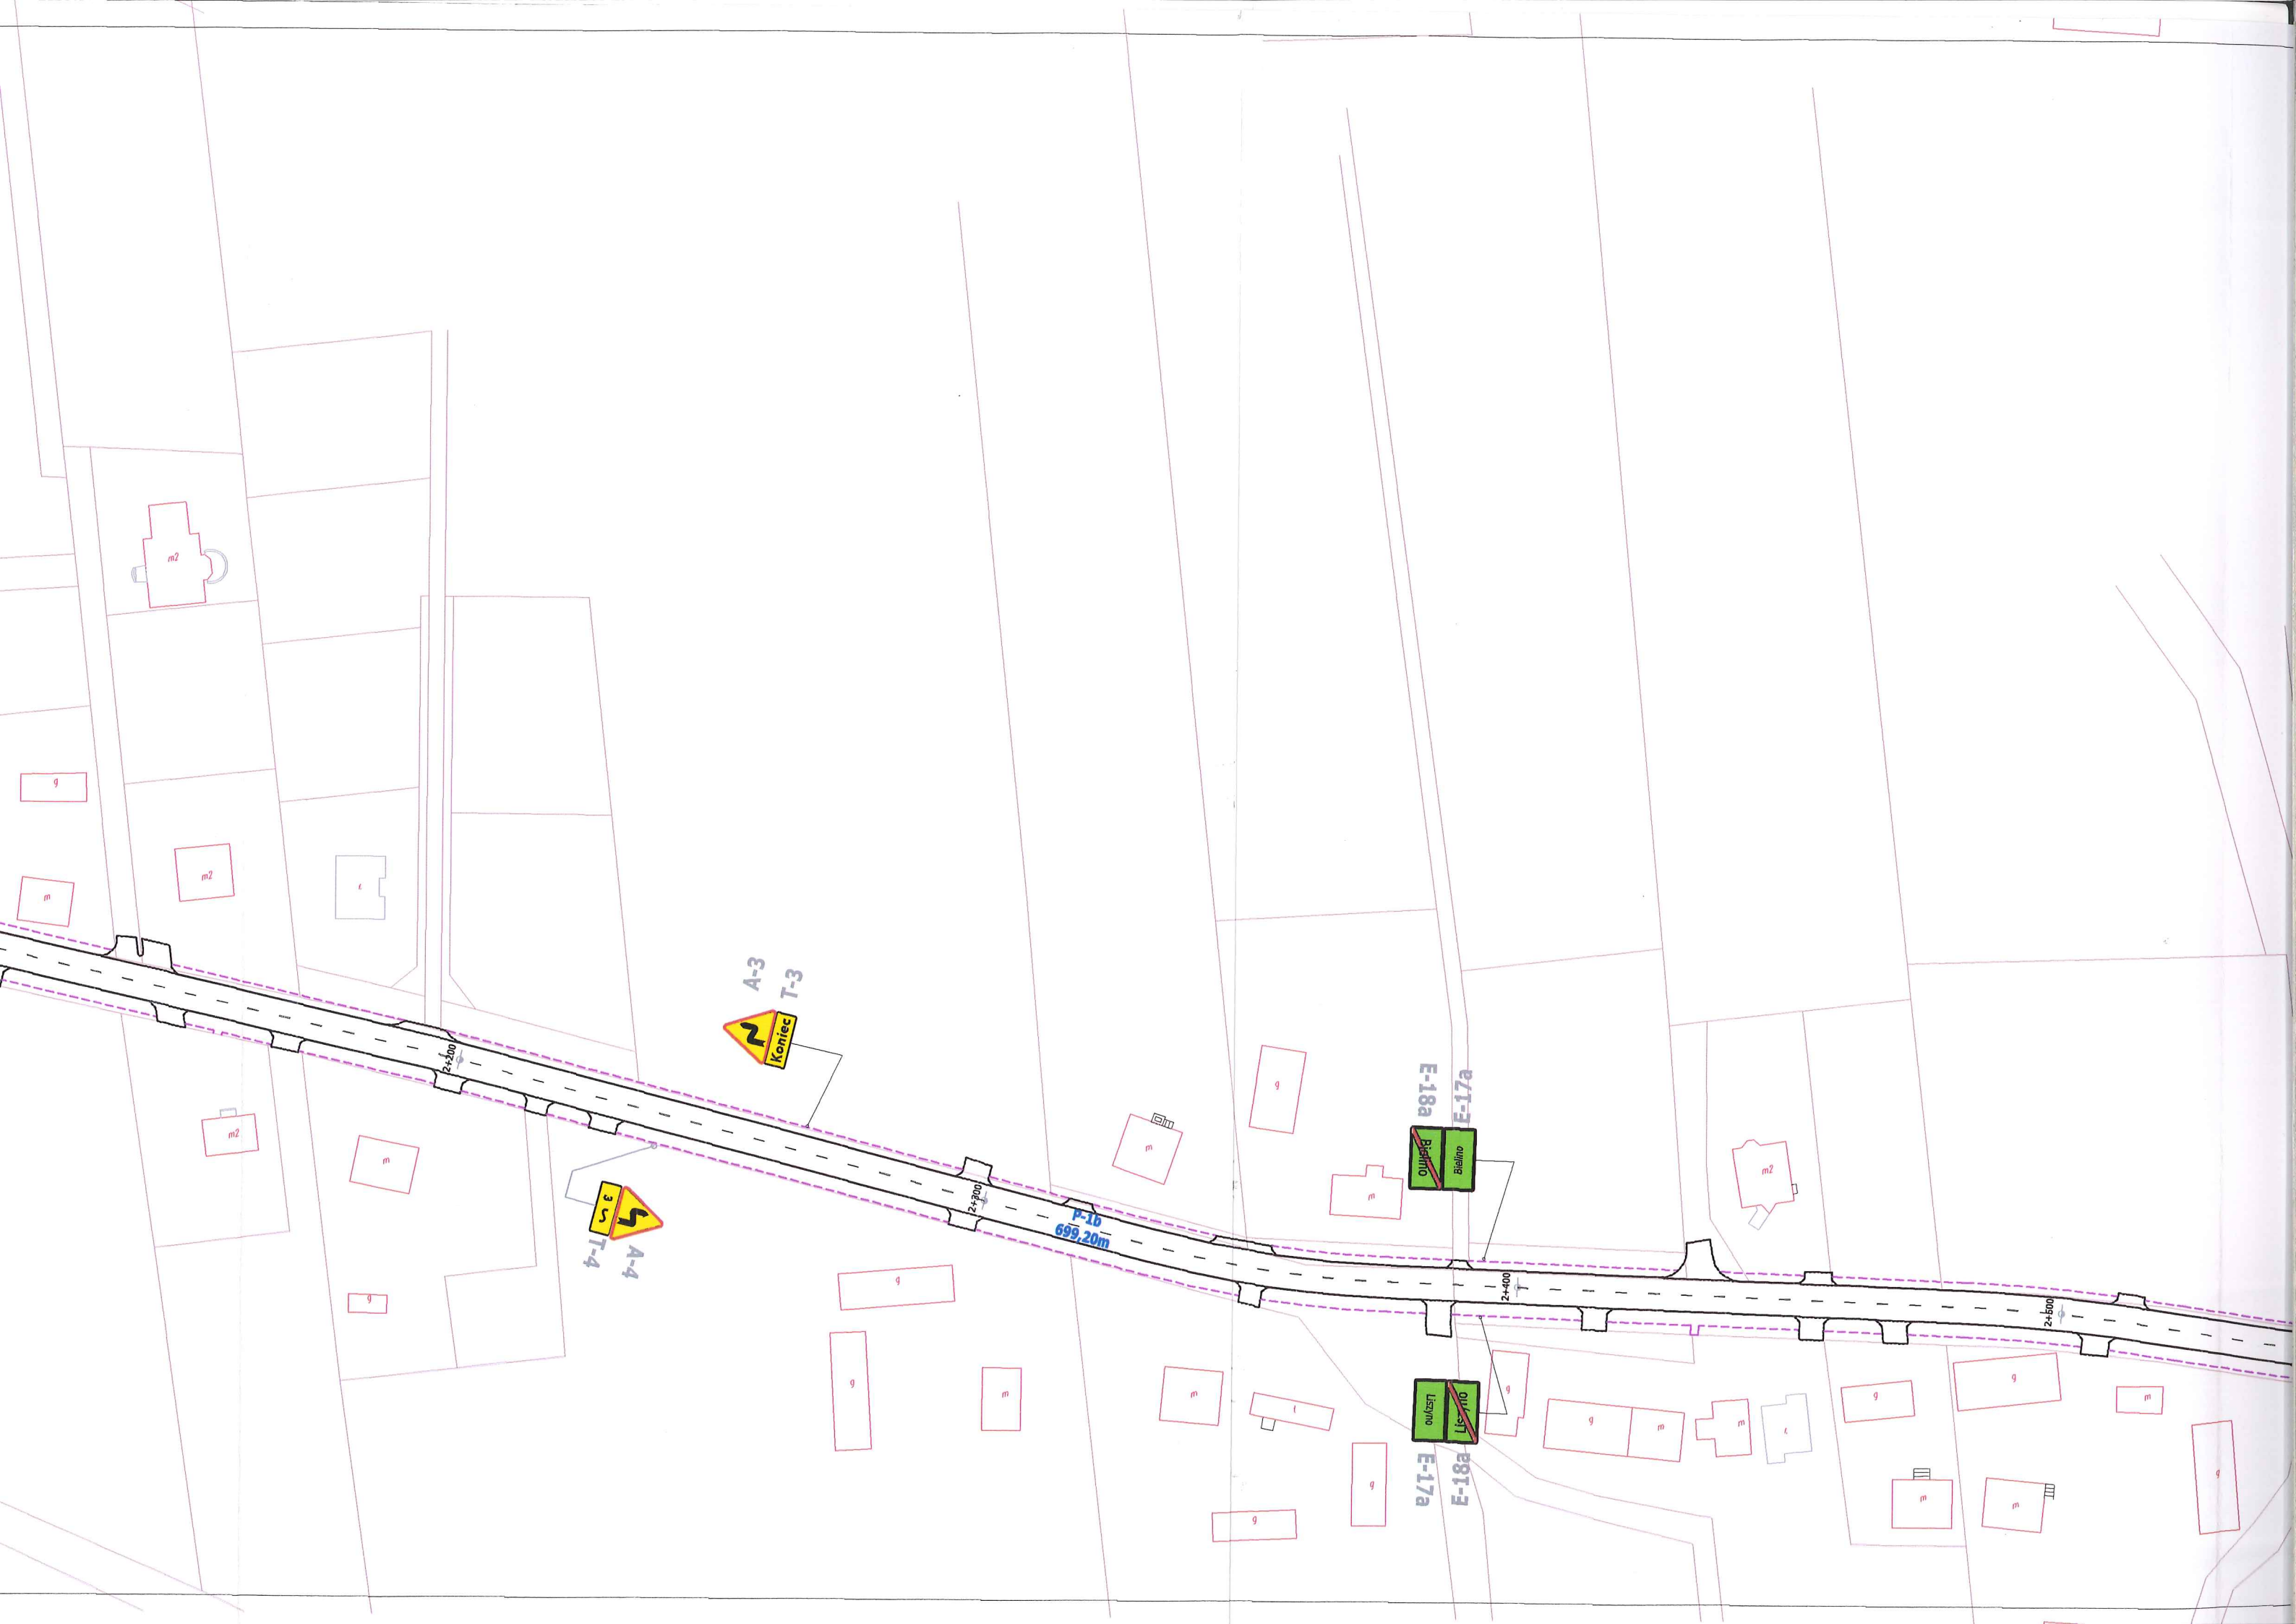 m2
g
m
m2
t
A-3
T-3
Koniec
2+200
m2
m
g
3
T-4
A-4
2+300
P-1b
699,20m
g
g
m
m
g
m
E-18a
E-17a
Bielino
Bielino
m2
2+400
2+500
Liszyno
Liszyno
E-17a
E-18a
m
t
g
g
g
g
m
m
t
g
g
m
m
m
g